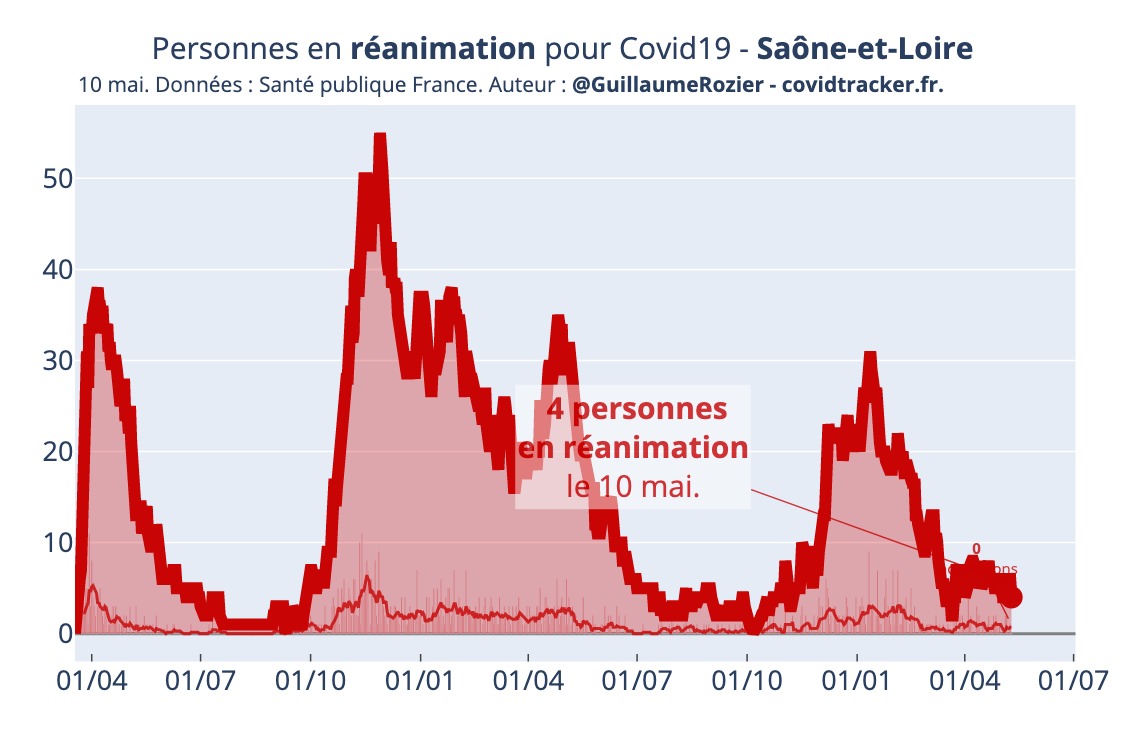 Personnes en réanimation pour Covid19 - Saône-et-Loire
10 mai. Données : Santé publique France. Auteur : @GuillaumeRozier - covidtracker.fr.
50
40
30
20
10
0
4 personnes
en réanimation
le 10 mai.
0
01/04 01/07 01/10 01/01 01/04 01/07 01/10 01/01 01/04 01/07